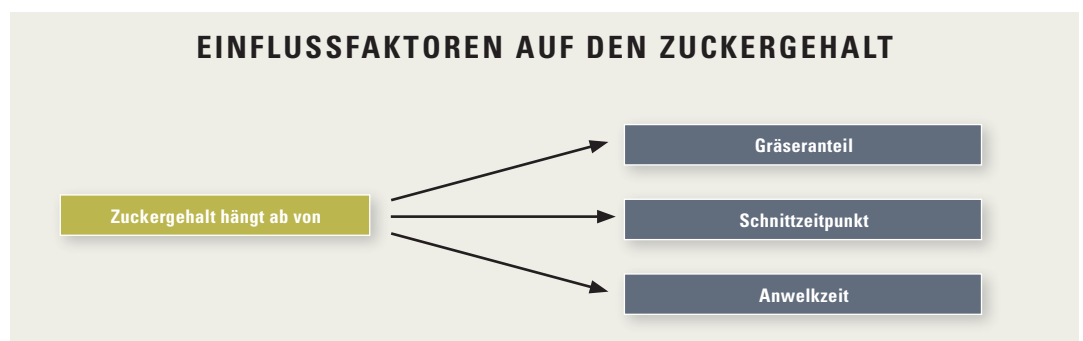 EINFLUSSFAKTOREN AUF DEN ZUCKERGEHALT
Zuckergehalt hängt ab von
Gräseranteil
Schnittzeitpunkt
Anwelkzeit